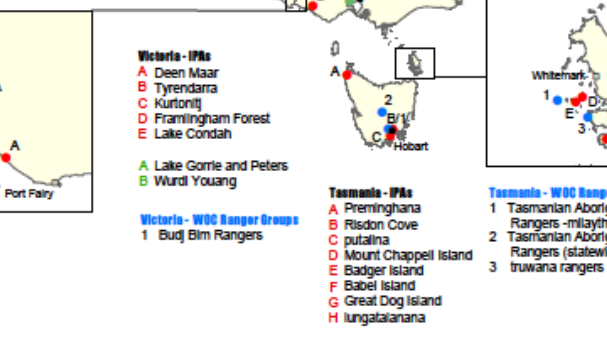 A
Port Fairy
Victoria - IPAs
A Deen Maar
B Tyrendarra
C Kurtonitj
D Framlingham Forest
E Lake Condah
A Lake Gorrie and Peters
B Wurdi Youang
Victoria - WOC Ranger Groups
1 Budj Bim Rangers
A
2
B/1
C
Hobart
Tasmania - IPAs
A Preminghana
B Risdon Cove
C putalina
D Mount Chappell Island
E Badger Island
F Babel Island
G Great Dog Island
H lungatalanana
Whitemark
1
D
E
3
Tasmania - WOC Rang
1 Tasmanian Abori
Rangers -milayth
2 Tasmanian Abori
Rangers (statewi
3 truwana rangers